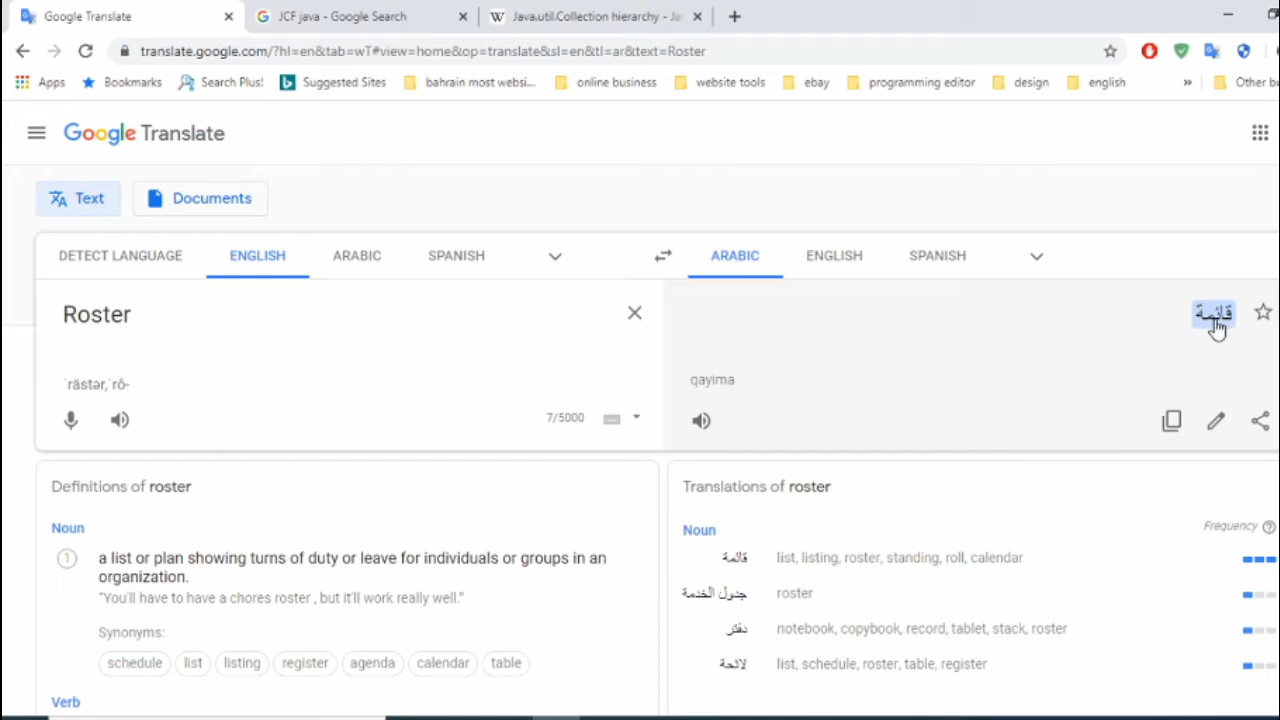 Google Translate
JCF java - Google Search
Java.util.Collection hierarchy - Ja
translate.google.com/?hl=en&tab=wT#view=home&op=translate&sl=en&tl=ar&text=Roster
Apps Bookmarks Search Plus! Suggested Sites bahrain most websi... online business website tools ebay programming editor design english » Other b
Google Translate
Text Documents
DETECT LANGUAGE ENGLISH ARABIC SPANISH ARABIC ENGLISH SPANISH
Roster
قائمة
ˈrästər,ˈrô-
qayima
7/5000
Definitions of roster
Noun
1 a list or plan showing turns of duty or leave for individuals or groups in an
organization.
"You'll have to have a chores roster , but it'll work really well."
Synonyms:
schedule list listing register agenda calendar table
Verb
Translations of roster
Noun Frequency
قائمة list, listing, roster, standing, roll, calendar
جدول الخدمة roster
دفتر notebook, copybook, record, tablet, stack, roster
لائحة list, schedule, roster, table, register